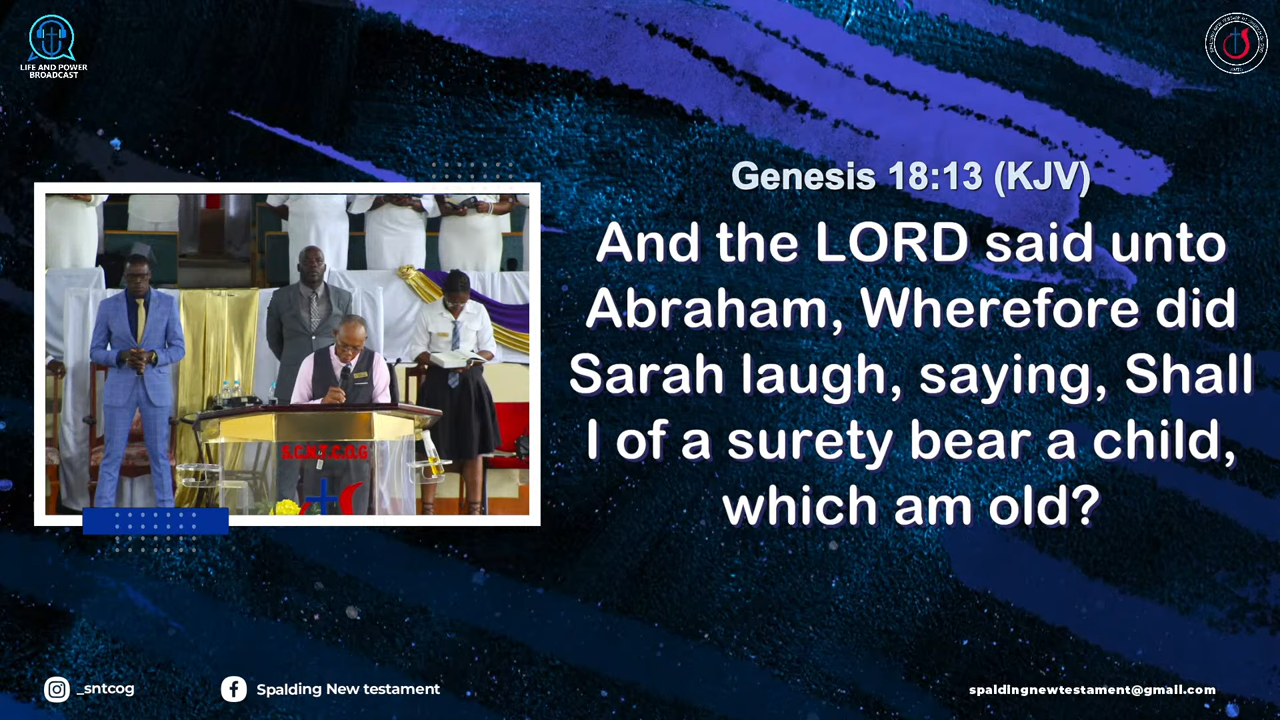 LIFE AND POWER
BROADCAST
Genesis 18:13 (KJV)
And the LORD said unto
Abraham, Wherefore did
Sarah laugh, saying, Shall
I of a surety bear a child,
which am old?
S.C.N.T.C.O.G
_sntcog
Spalding New testament
spaldingnewtestament@gmail.com